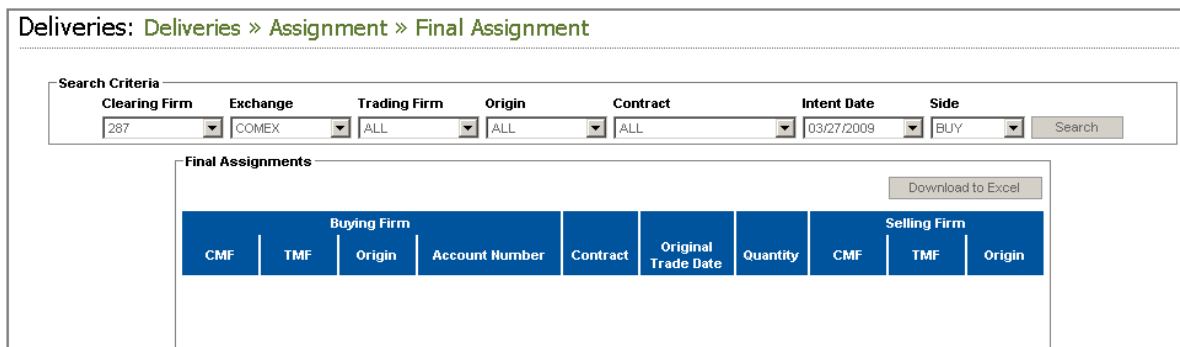 Deliveries: Deliveries » Assignment » Final Assignment
Search Criteria
Clearing Firm Exchange Trading Firm Origin Contract Intent Date Side
287 COMEX ALL ALL ALL 03/27/2009 BUY Search
Final Assignments
Download to Excel
Buying Firm Selling Firm
CMF TMF Origin Account Number Contract Original Trade Date Quantity CMF TMF Origin